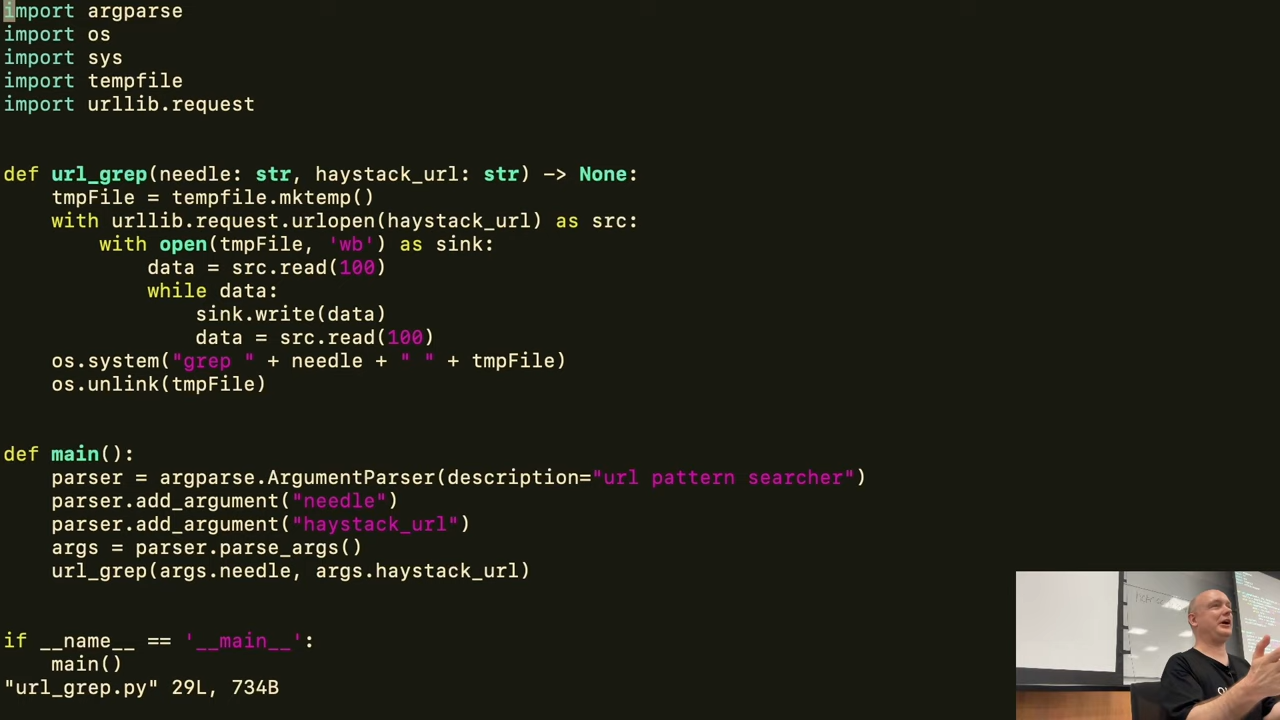 import argparse
import os
import sys
import tempfile
import urllib.request
def url_grep(needle: str, haystack_url: str) -> None:
    tmpFile = tempfile.mktemp()
    with urllib.request.urlopen(haystack_url) as src:
        with open(tmpFile, 'wb') as sink:
            data = src.read(100)
            while data:
                sink.write(data)
                data = src.read(100)
    os.system("grep " + needle + " " + tmpFile)
    os.unlink(tmpFile)
def main():
    parser = argparse.ArgumentParser(description="url pattern searcher")
    parser.add_argument("needle")
    parser.add_argument("haystack_url")
    args = parser.parse_args()
    url_grep(args.needle, args.haystack_url)
if __name__ == '__main__':
    main()
"url_grep.py" 29L, 734B